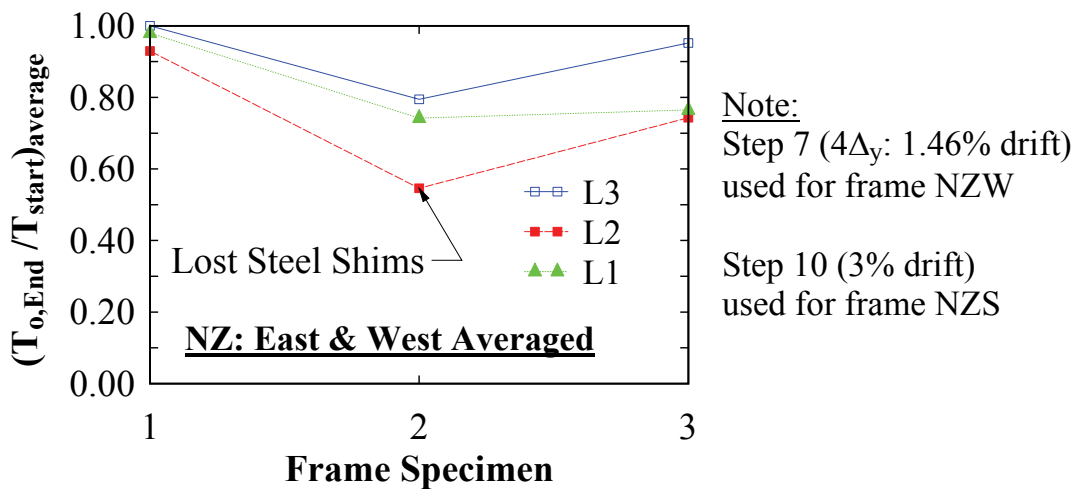 (To,End /Tstart)average
1.00
0.80
0.60
0.40
0.20
0.00
L3
L2
L1
Lost Steel Shims
NZ: East & West Averaged
1 2 3
Frame Specimen
Note:
Step 7 (4Δy: 1.46% drift)
used for frame NZW
Step 10 (3% drift)
used for frame NZS